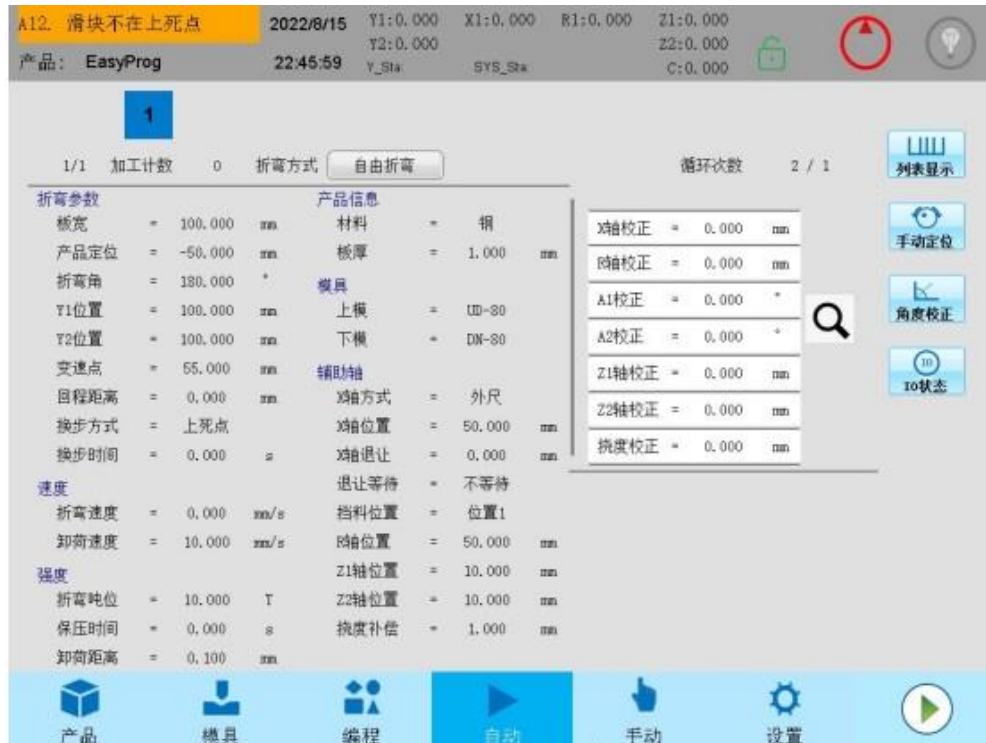 A12. 滑块不在上死点 2022/8/15 Y1:0.000 X1:0.000 R1:0.000 Z1:0.000
Y2:0.000 Z2:0.000
产品: EasyProg 22:45:59 Y_Sta: SYS_Sta: C:0.000
1
1/1 加工计数 0 折弯方式 自由折弯 循环次数 2 / 1
列表显示
手动定位
角度校正
IO
IO状态
折弯参数
板宽 = 100.000 mm
产品定位 = -50.000 mm
折弯角 = 180.000 °
Y1位置 = 100.000 mm
Y2位置 = 100.000 mm
变速点 = 55.000 mm
回程距离 = 0.000 mm
换步方式 = 上死点
换步时间 = 0.000 s
速度
折弯速度 = 0.000 mm/s
卸荷速度 = 10.000 mm/s
强度
折弯吨位 = 10.000 T
保压时间 = 0.000 s
卸荷距离 = 0.100 mm
产品信息
材料 = 钢
板厚 = 1.000 mm
模具
上模 = UD-80
下模 = DN-80
辅助轴
X轴方式 = 外尺
X轴位置 = 50.000 mm
X轴退让 = 0.000 mm
退让等待 = 不等待
挡料位置 = 位置1
R轴位置 = 50.000 mm
Z1轴位置 = 10.000 mm
Z2轴位置 = 10.000 mm
挠度补偿 = 1.000 mm
X轴校正 = 0.000 mm
R轴校正 = 0.000 mm
A1校正 = 0.000 °
A2校正 = 0.000 °
Z1轴校正 = 0.000 mm
Z2轴校正 = 0.000 mm
挠度校正 = 0.000 mm
产品 模具 编程 自动 手动 设置